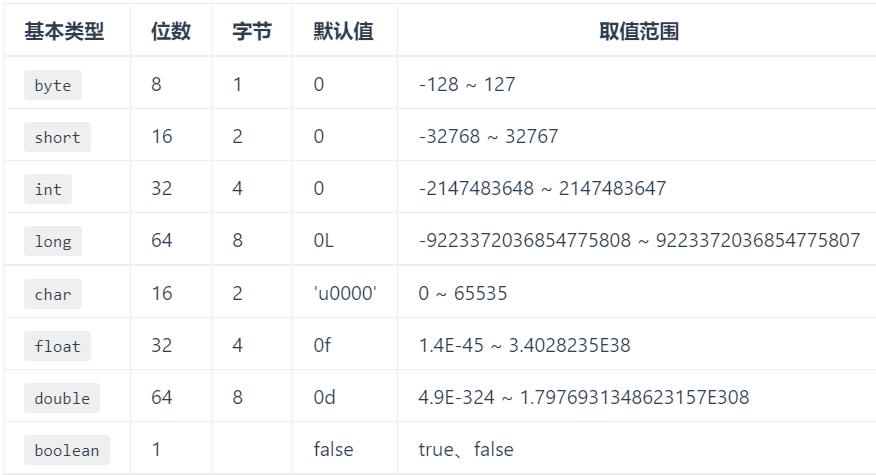 基本类型 位数 字节 默认值 取值范围
byte 8 1 0 -128 ~ 127
short 16 2 0 -32768 ~ 32767
int 32 4 0 -2147483648 ~ 2147483647
long 64 8 0L -9223372036854775808 ~ 9223372036854775807
char 16 2 'u0000' 0 ~ 65535
float 32 4 0f 1.4E-45 ~ 3.4028235E38
double 64 8 0d 4.9E-324 ~ 1.7976931348623157E308
boolean 1 false true、false